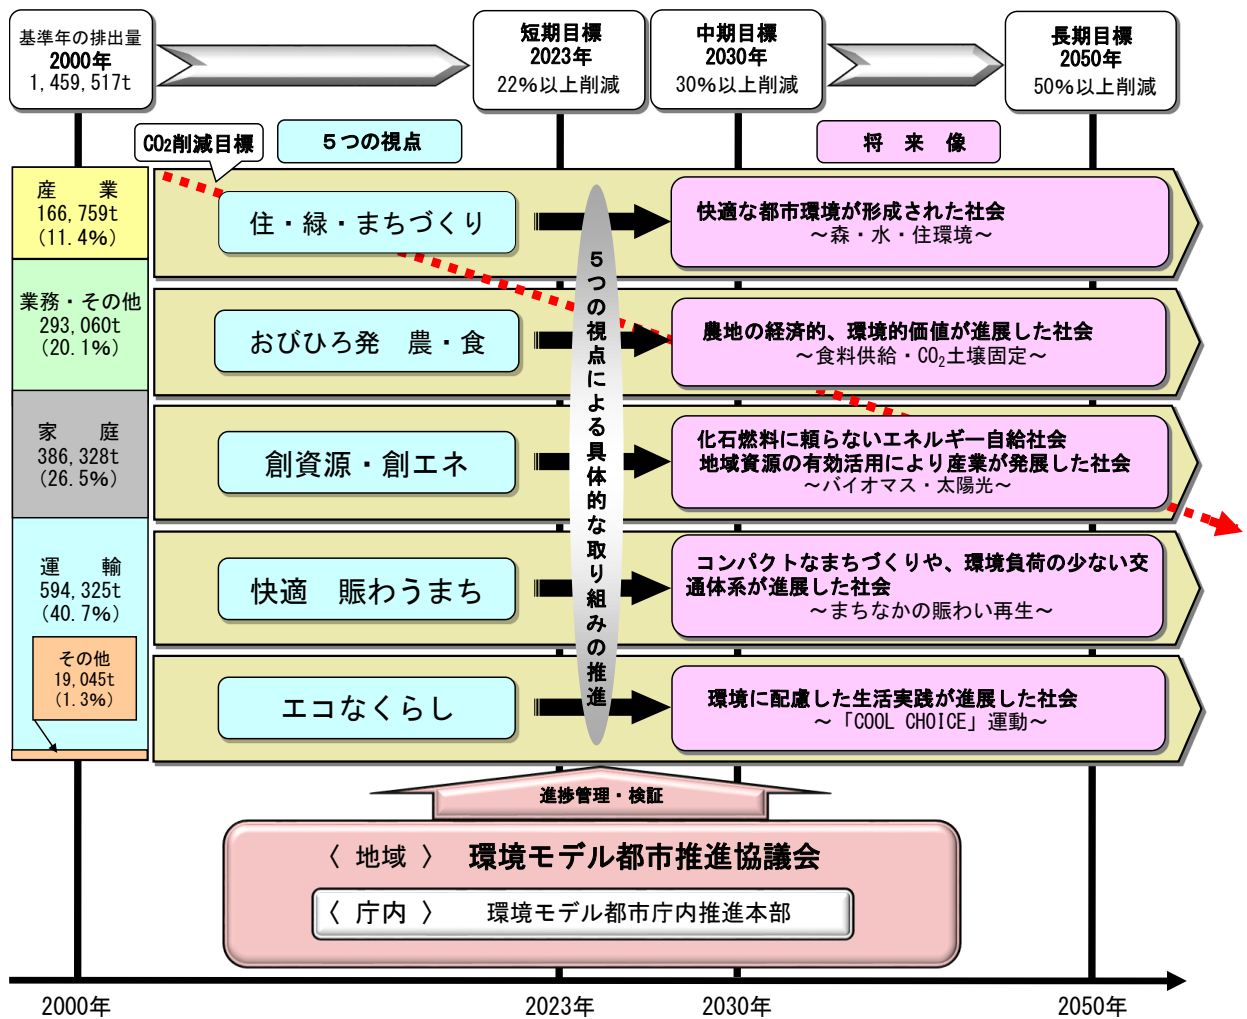 基準年の排出量
2000年
1,459,517t
短期目標
2023年
22%以上削減
中期目標
2030年
30%以上削減
長期目標
2050年
50%以上削減
CO₂削減目標
５つの視点
将 来 像
産 業
166,759t
(11.4%)
業務・その他
293,060t
(20.1%)
家 庭
386,328t
(26.5%)
運 輸
594,325t
(40.7%)
その他
19,045t
(1.3%)
住・緑・まちづくり
快適な都市環境が形成された社会
～森・水・住環境～
おびひろ発 農・食
農地の経済的、環境的価値が進展した社会
～食料供給・CO₂土壌固定～
創資源・創エネ
化石燃料に頼らないエネルギー自給社会
地域資源の有効活用により産業が発展した社会
～バイオマス・太陽光～
快適 賑わうまち
コンパクトなまちづくりや、環境負荷の少ない交
通体系が進展した社会
～まちなかの賑わい再生～
エコなくらし
環境に配慮した生活実践が進展した社会
～「COOL CHOICE」運動～
５つの視点による具体的な取り組みの推進
進捗管理・検証
〈 地域 〉 環境モデル都市推進協議会
〈 庁内 〉 環境モデル都市庁内推進本部
2000年
2023年
2030年
2050年